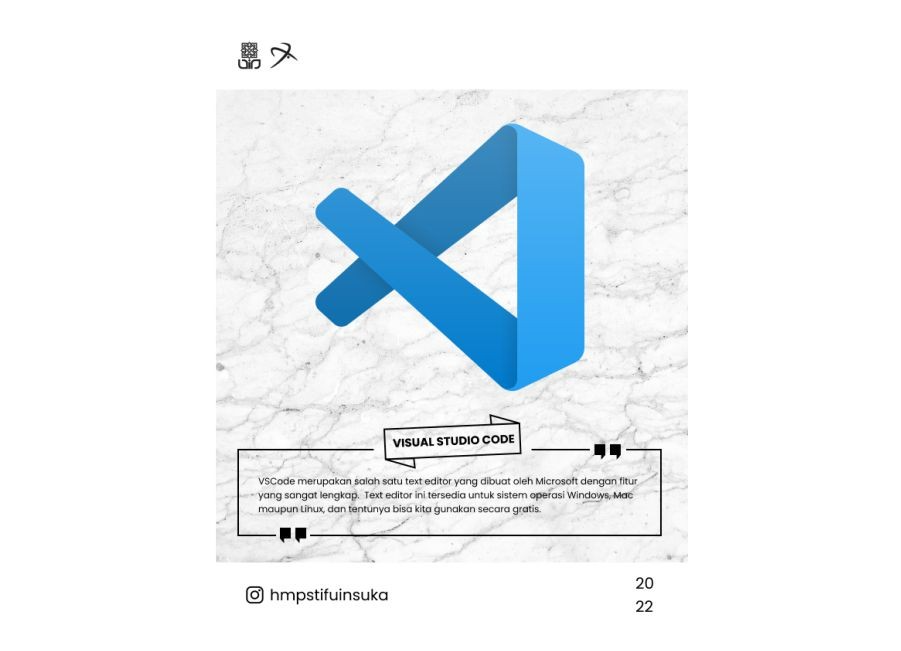 VISUAL STUDIO CODE
VSCode merupakan salah satu text editor yang dibuat oleh Microsoft dengan fitur
yang sangat lengkap.  Text editor ini tersedia untuk sistem operasi Windows, Mac
maupun Linux, dan tentunya bisa kita gunakan secara gratis.
hmpstifuinsuka
20
22